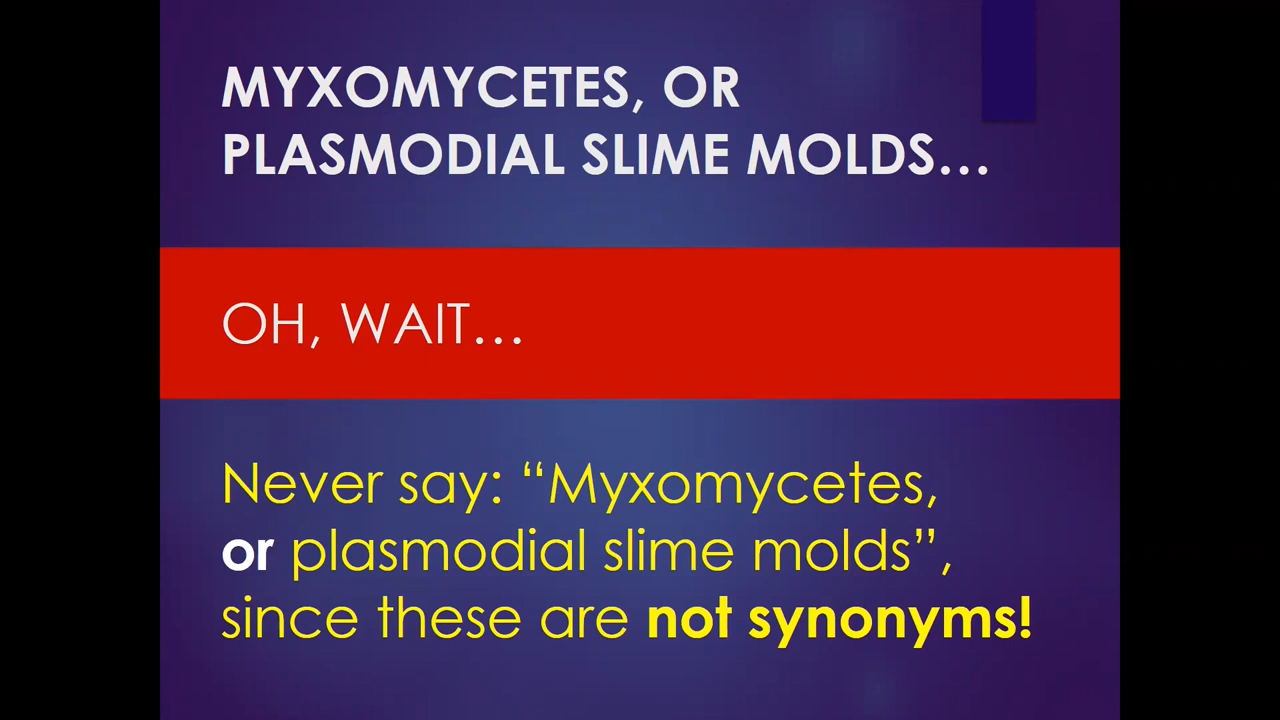 MYXOMYCETES, OR
PLASMODIAL SLIME MOLDS…
OH, WAIT…
Never say: “Myxomycetes,
or plasmodial slime molds”,
since these are not synonyms!